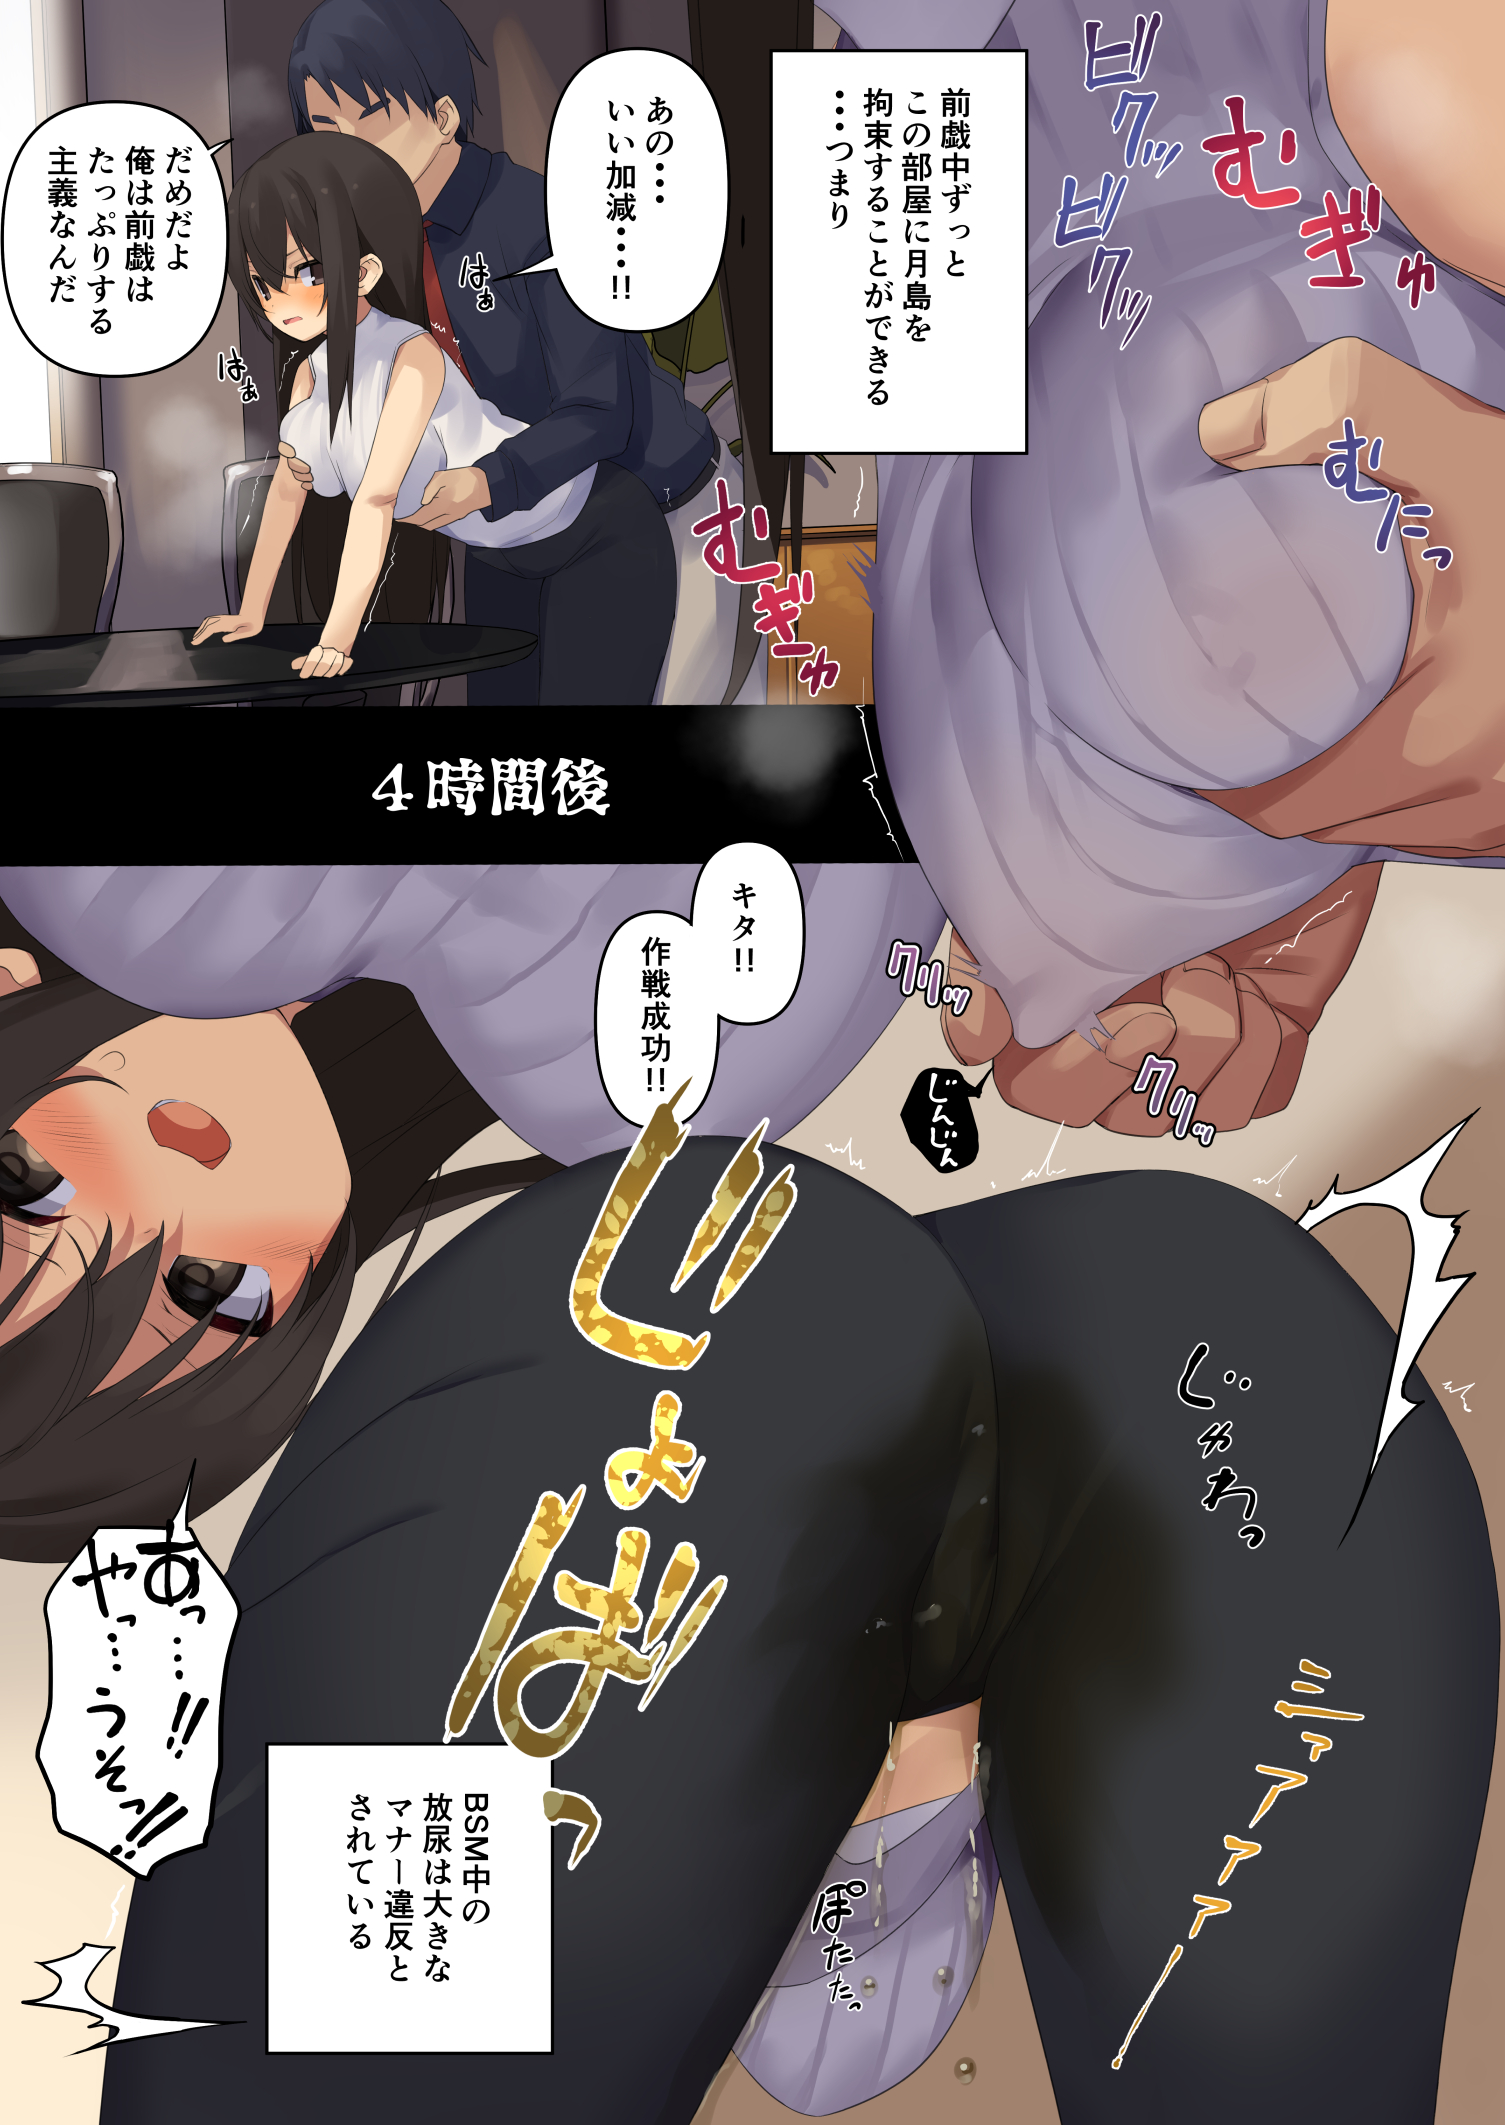 前戯中ずっと
この部屋に月島を
拘束することができる
・・・つまり
ビクッ
ビクッ
むぎゅ
むにたっ
あの・・・
いい加減・・・!!
はぁ
はぁ
だめだよ
俺は前戯は
たっぷりする
主義なんだ
むぎゅ
４時間後
クリッ
クリッ
じんじん
キタ!!
作戦成功!!
じょばっ
じゅわっ
シァアァァー
あっ…!!
やっ…うそっ!!!
ぽたたっ
BSM中の
放尿は大きな
マナー違反と
されている